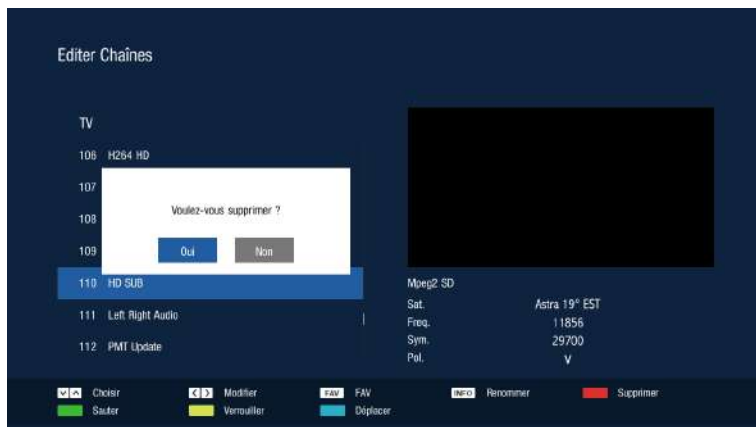 Editer Chaînes
TV
106 H264 HD
107
108
109
Voulez-vous supprimer ?
Oui Non
110 HD SUB
111 Left Right Audio
112 PMT Update
Mpeg2 SD
Sat. Astra 19° EST
Freq. 11856
Sym. 29700
Pol. V
Choisir Modifier FAV FAV INFO Renommer Supprimer
Sauter Verrouiller Déplacer